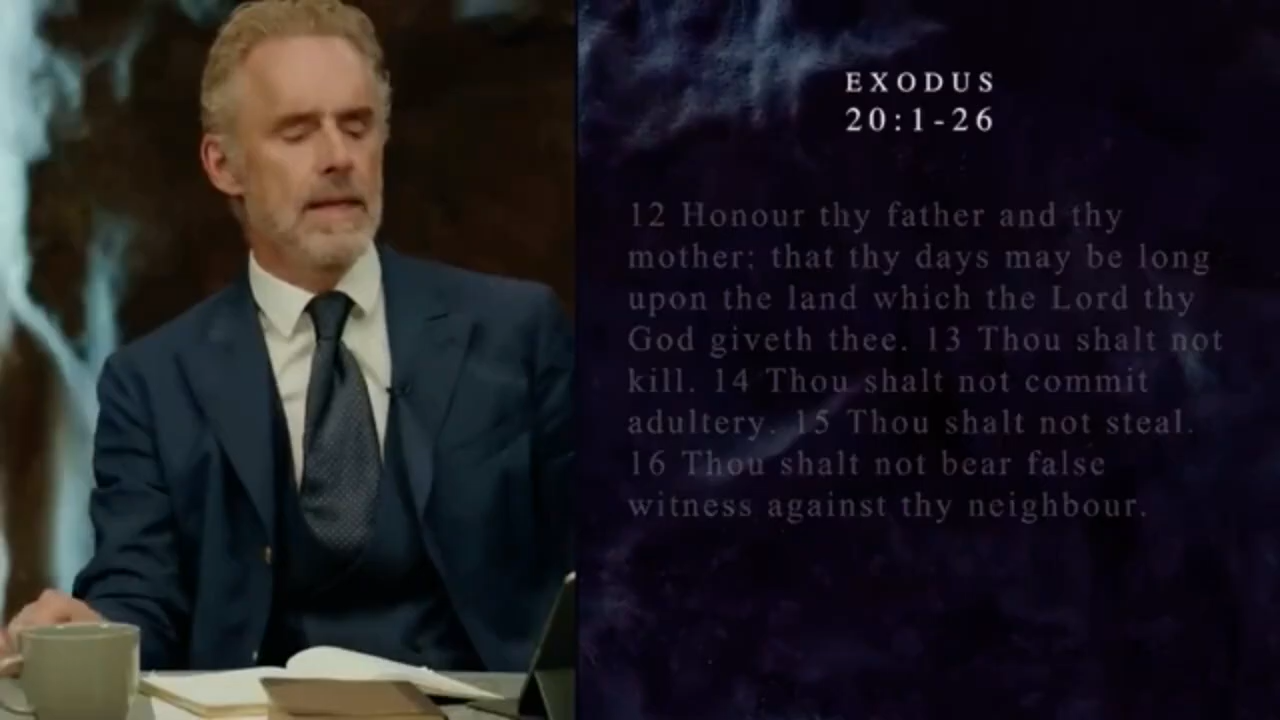 EXODUS
20:1-26
12 Honour thy father and thy
mother: that thy days may be long
upon the land which the Lord thy
God giveth thee. 13 Thou shalt not
kill. 14 Thou shalt not commit
adultery. 15 Thou shalt not steal.
16 Thou shalt not bear false
witness against thy neighbour.